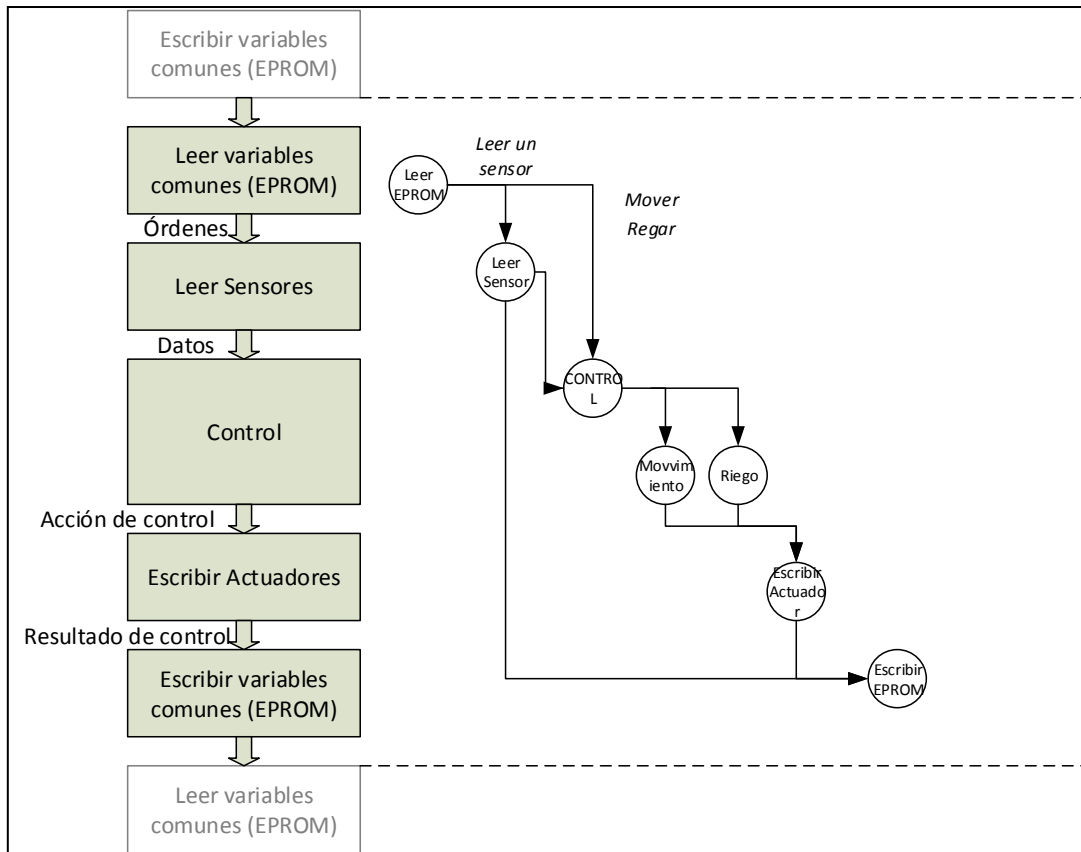 Escribir variables
comunes (EPROM)
Leer variables
comunes (EPROM)
Órdenes
Leer Sensores
Datos
Control
Acción de control
Escribir Actuadores
Resultado de control
Escribir variables
comunes (EPROM)
Leer variables
comunes (EPROM)
Leer
EPROM
Leer un
sensor
Mover
Regar
Leer
Sensor
CONTRO
L
Movvim
iento
Riego
Escribir
Actuado
r
Escribir
EPROM